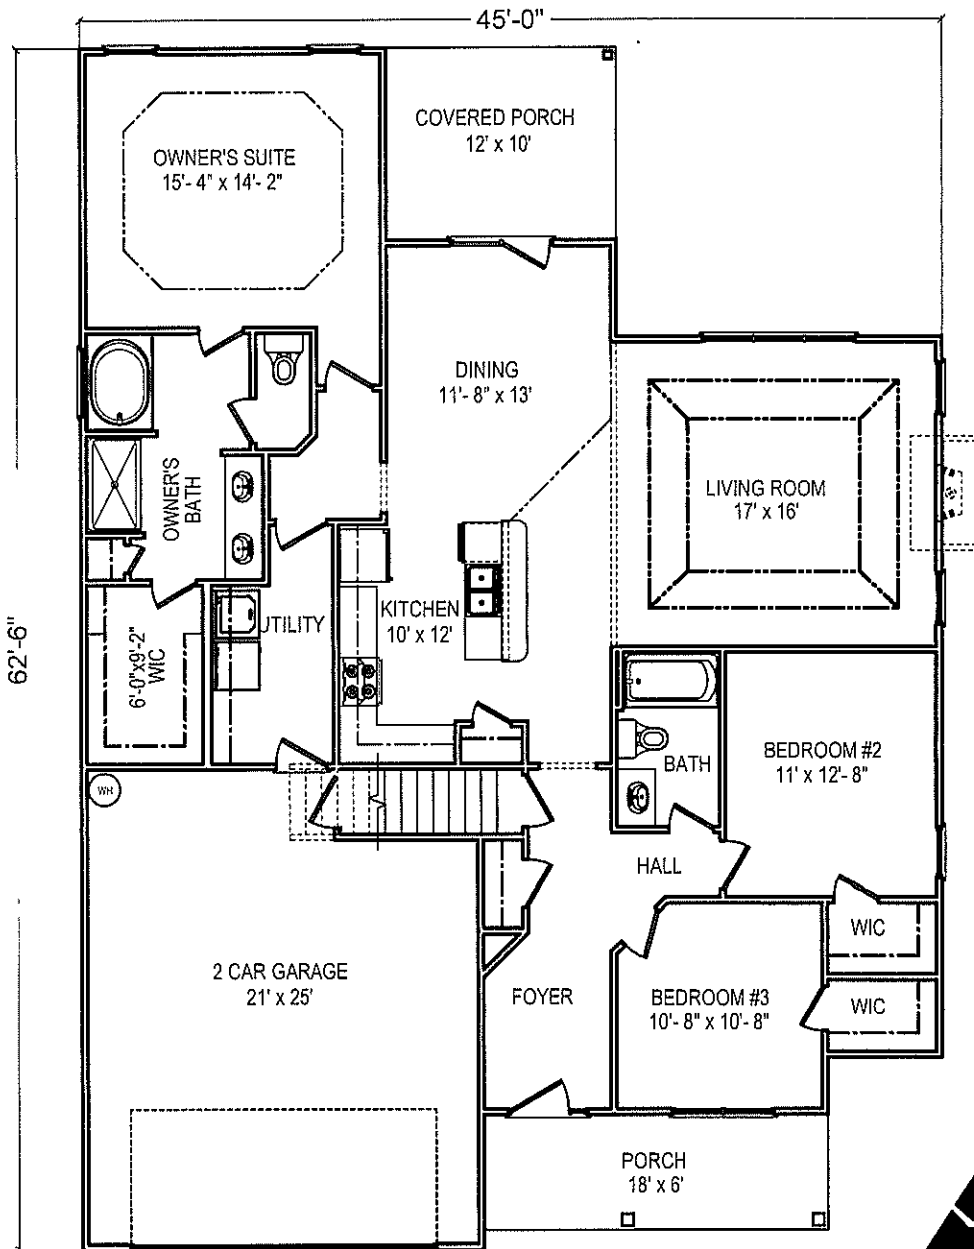 45'-0"
COVERED PORCH
12' x 10'
OWNER'S SUITE
15'- 4" x 14'- 2"
DINING
11'- 8" x 13'
LIVING ROOM
17' x 16'
OWNER'S
BATH
KITCHEN
10' x 12'
UTILITY
6'-0"x9'-2"
WIC
62'-6"
WH
BATH
BEDROOM #2
11' x 12'- 8"
HALL
WIC
2 CAR GARAGE
21' x 25'
FOYER
BEDROOM #3
10'- 8" x 10'- 8"
WIC
PORCH
18' x 6'